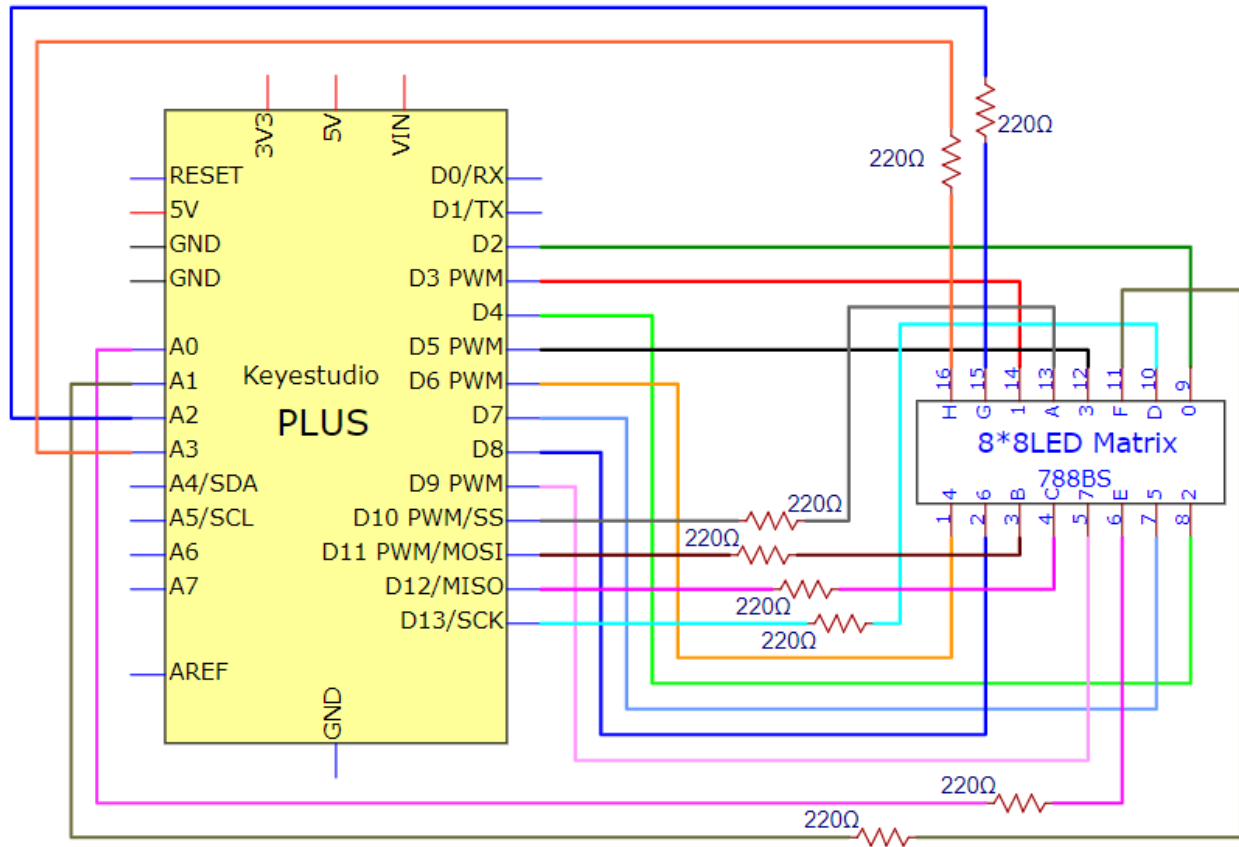 3V3
5V
VIN
220Ω
220Ω
RESET
D0/RX
5V
D1/TX
GND
D2
GND
D3 PWM
D4
A0
D5 PWM
A1
Keyestudio
D6 PWM
A2
PLUS
D7
A3
D8
A4/SDA
D9 PWM
A5/SCL
D10 PWM/SS
220Ω
A6
D11 PWM/MOSI
220Ω
A7
D12/MISO
220Ω
D13/SCK
220Ω
AREF
GND
16 15 14 13 12 11 10 9
H G 1 A 3 F D 0
8*8LED Matrix
788BS
4 6 B C 7 E 5 2
1 2 3 4 5 6 7 8
220Ω
220Ω